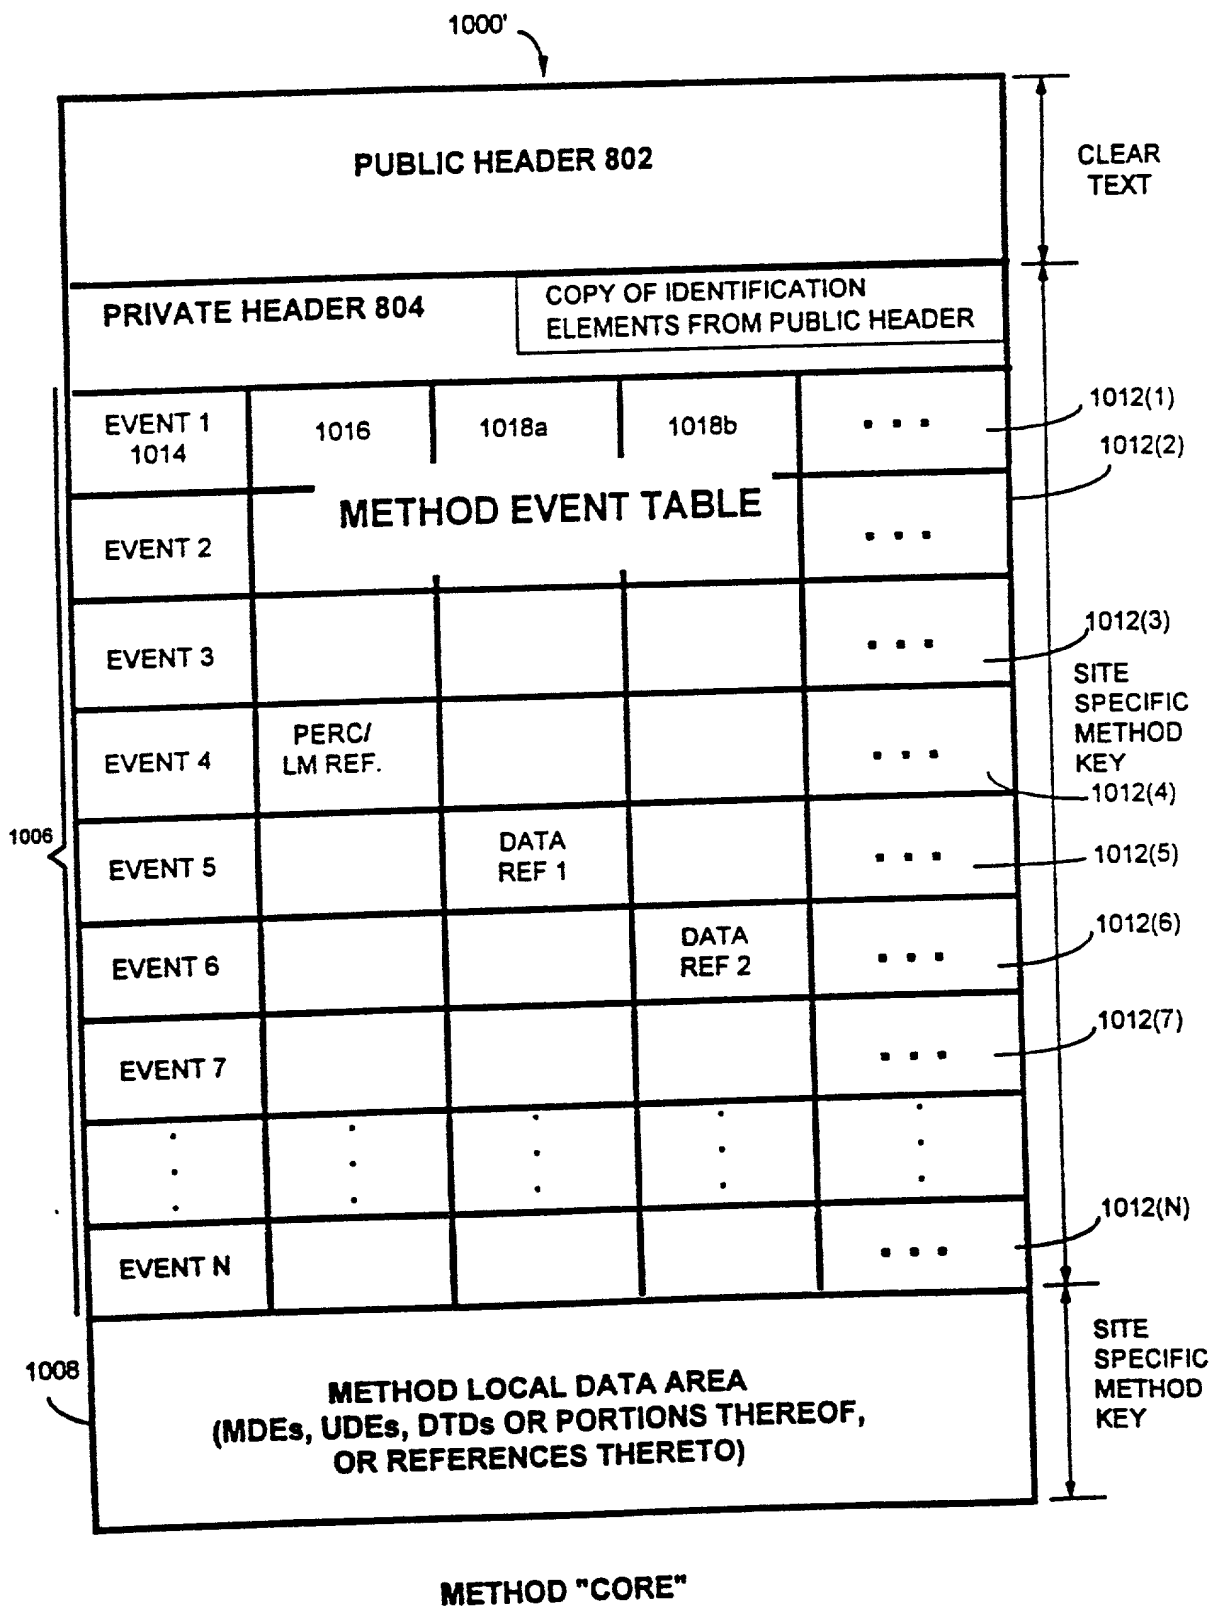 1000'
PUBLIC HEADER 802
CLEAR
TEXT
PRIVATE HEADER 804
COPY OF IDENTIFICATION
ELEMENTS FROM PUBLIC HEADER
EVENT 1
1014
1016
1018a
1018b
1012(1)
1012(2)
METHOD EVENT TABLE
EVENT 2
EVENT 3
1012(3)
SITE
SPECIFIC
METHOD
KEY
EVENT 4
PERC/
LM REF.
1012(4)
1006
EVENT 5
DATA
REF 1
1012(5)
EVENT 6
DATA
REF 2
1012(6)
EVENT 7
1012(7)
EVENT N
1012(N)
1008
METHOD LOCAL DATA AREA
(MDEs, UDEs, DTDs OR PORTIONS THEREOF,
OR REFERENCES THERETO)
SITE
SPECIFIC
METHOD
KEY
METHOD "CORE"